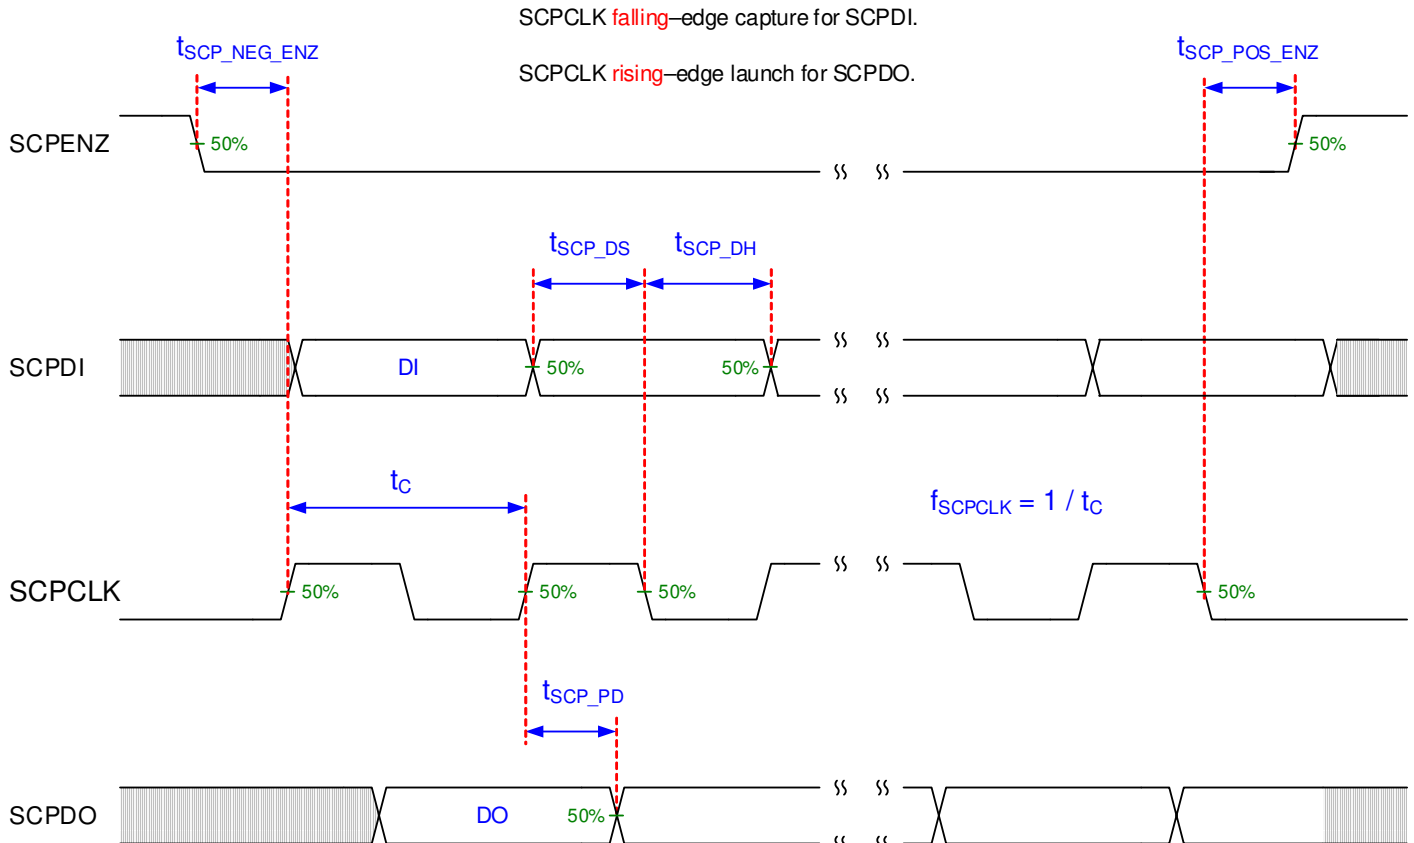 SCPCLK falling–edge capture for SCPDI.
tSCP_NEG_ENZ
tSCP_POS_ENZ
SCPCLK rising–edge launch for SCPDO.
SCPENZ
50%
50%
tSCP_DS
tSCP_DH
SCPDI
DI
50%
50%
tC
fSCPCLK = 1 / tC
SCPCLK
50%
50%
50%
50%
tSCP_PD
SCPDO
DO
50%